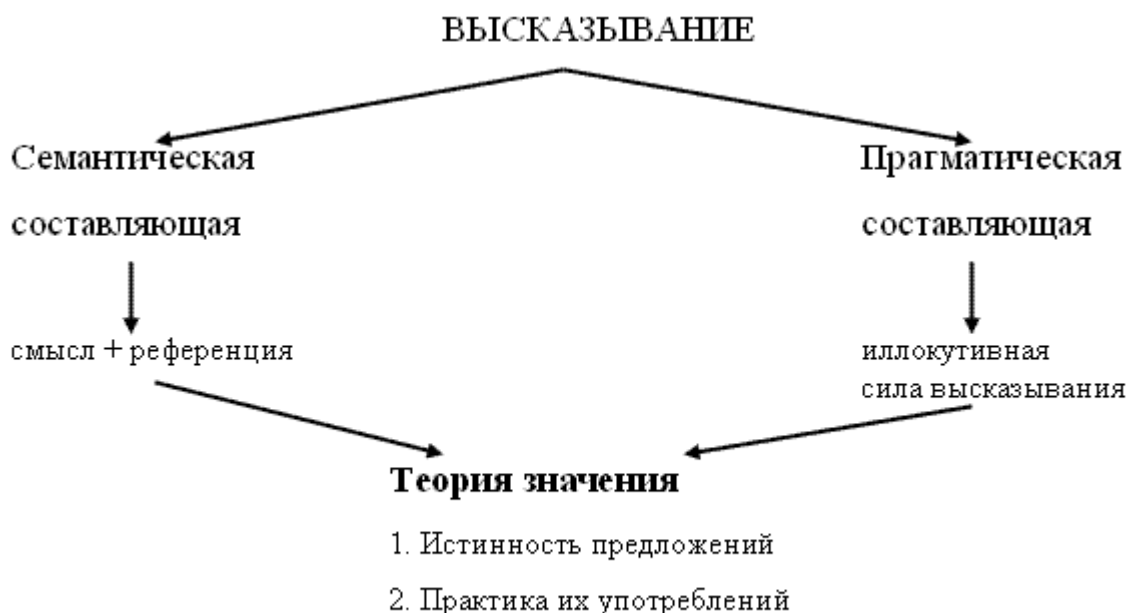 ВЫСКАЗЫВАНИЕ
Семантическая
составляющая
смысл + референция
Прагматическая
составляющая
иллокутивная
сила высказывания
Теория значения
1. Истинность предложений
2. Практика их употреблений